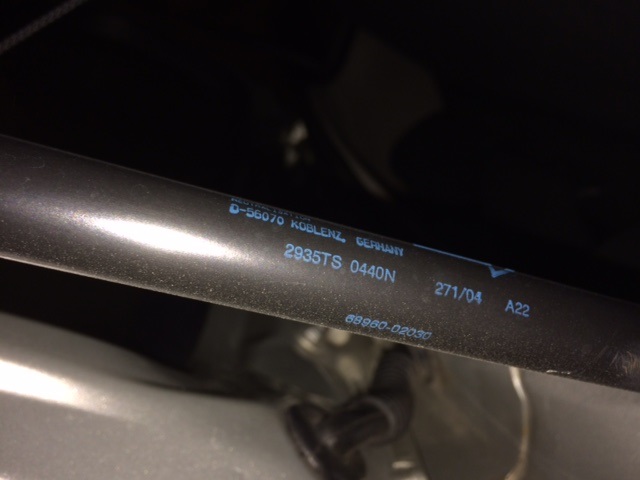 D-56070 KOBLENZ, GERMANY
2935TS 0440N 271/04 A22
68960-02030